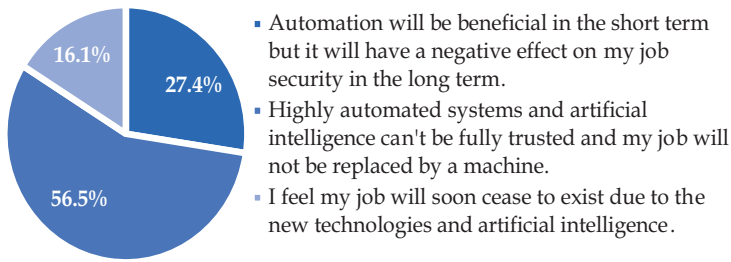 16.1%
27.4%
56.5%
Automation will be beneficial in the short term
but it will have a negative effect on my job
security in the long term.
Highly automated systems and artificial
intelligence can't be fully trusted and my job will
not be replaced by a machine.
I feel my job will soon cease to exist due to the
new technologies and artificial intelligence.